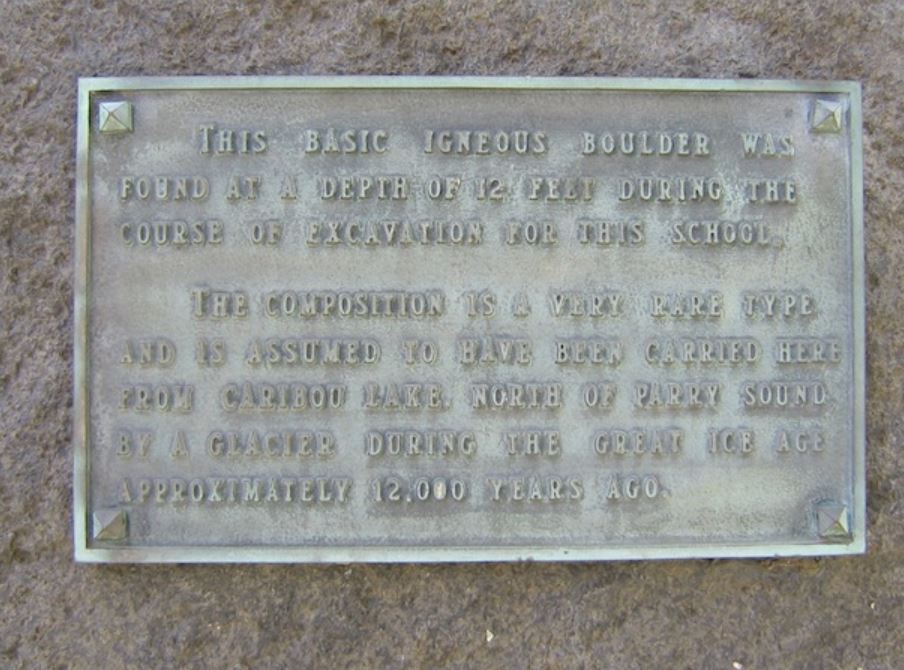 THIS BASIC IGNEOUS BOULDER WAS
FOUND AT A DEPTH OF 12 FEET DURING THE
COURSE OF EXCAVATION FOR THIS SCHOOL.
THE COMPOSITION IS A VERY RARE TYPE
AND IS ASSUMED TO HAVE BEEN CARRIED HERE
FROM CARIBOU LAKE, NORTH OF PARRY SOUND
BY A GLACIER DURING THE GREAT ICE AGE
APPROXIMATELY 12,000 YEARS AGO.